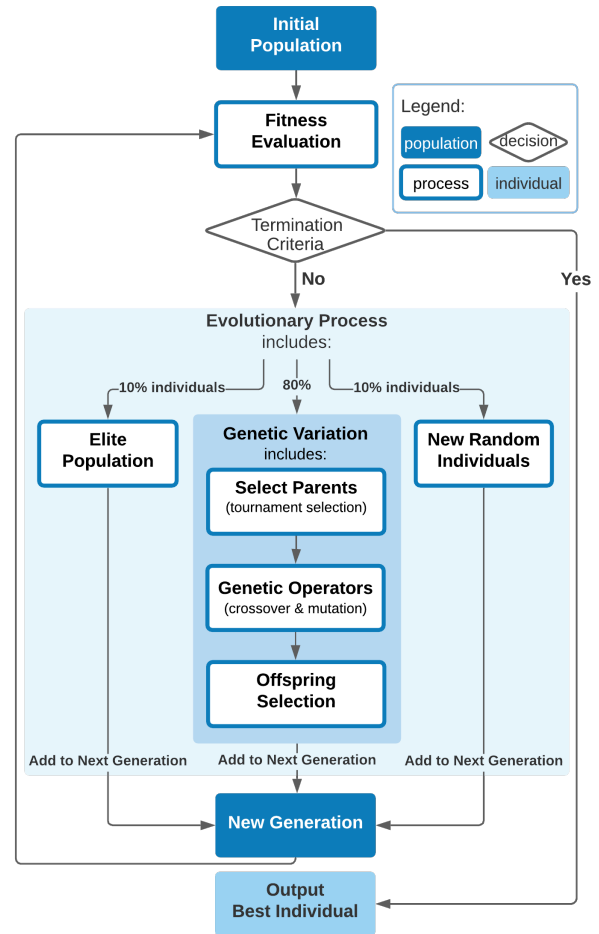 Initial
Population
Fitness
Evaluation
Legend:
population
decision
process
individual
Termination
Criteria
No
Yes
Evolutionary Process
includes:
10% individuals
80%
10% individuals
Elite
Population
Genetic Variation
includes:
New Random
Individuals
Select Parents
(tournament selection)
Genetic Operators
(crossover & mutation)
Offspring
Selection
Add to Next Generation
Add to Next Generation
Add to Next Generation
New Generation
Output
Best Individual